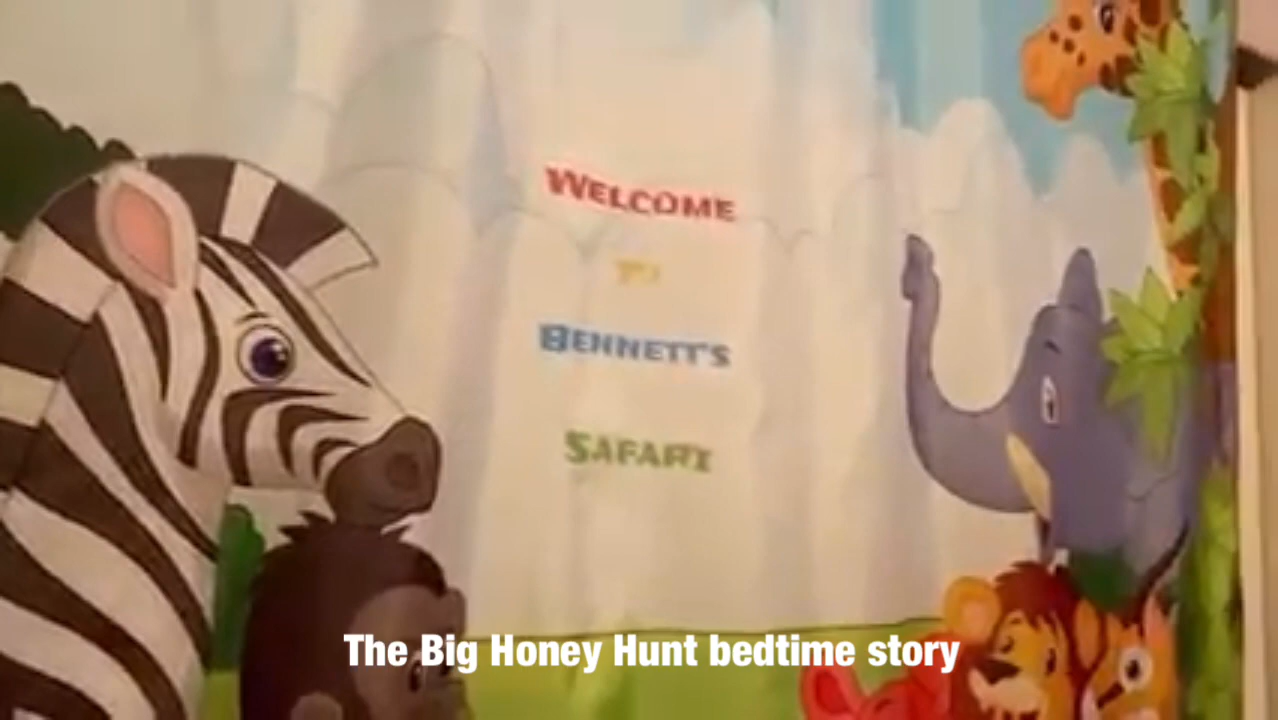 WELCOME
TO
BENNETT'S
SAFARI
The Big Honey Hunt bedtime story